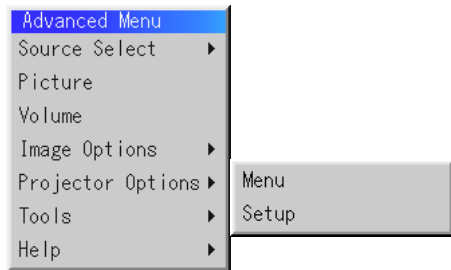 Advanced Menu
Source Select
Picture
Volume
Image Options
Projector Options
Menu
Tools
Setup
Help